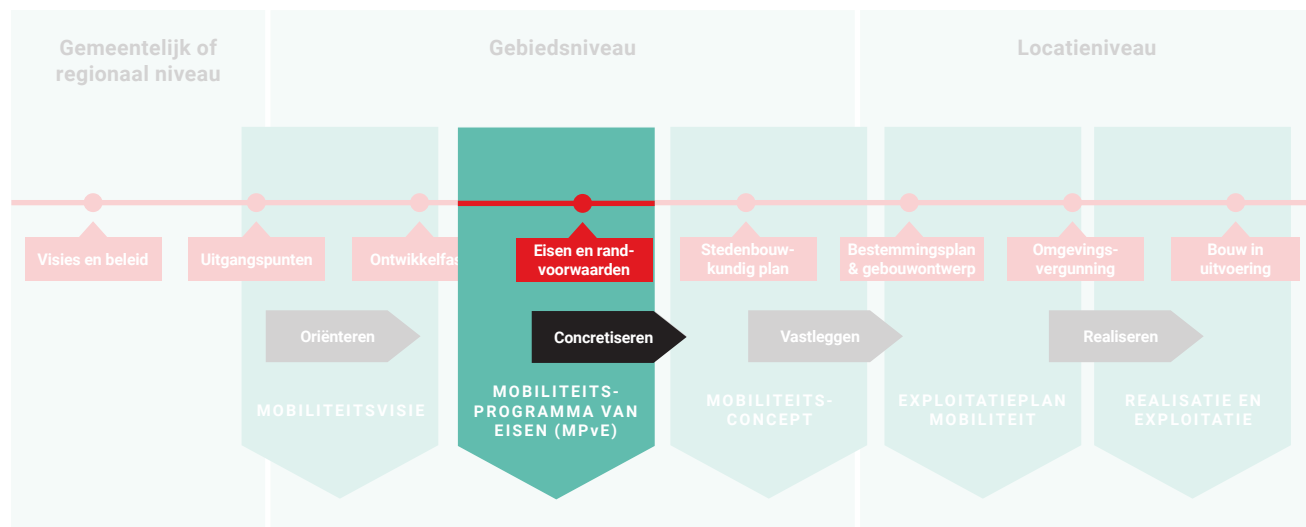 Gemeentelijk of
regionaal niveau
Gebiedsniveau
Locatieniveau
Visies en beleid
Uitgangspunten
Ontwikkelfas
Eisen en rand-
voorwaarden
Stedenbouw-
kundig plan
Bestemmingsplan
& gebouwontwerp
Omgevings-
vergunning
Bouw in
uitvoering
Oriënteren
Concretiseren
Vastleggen
Realiseren
MOBILITEITSVISIE
MOBILITEITS-
PROGRAMMA VAN
EISEN (MPvE)
MOBILITEITS-
CONCEPT
EXPLOITATIEPLAN
MOBILITEIT
REALISATIE EN
EXPLOITATIE